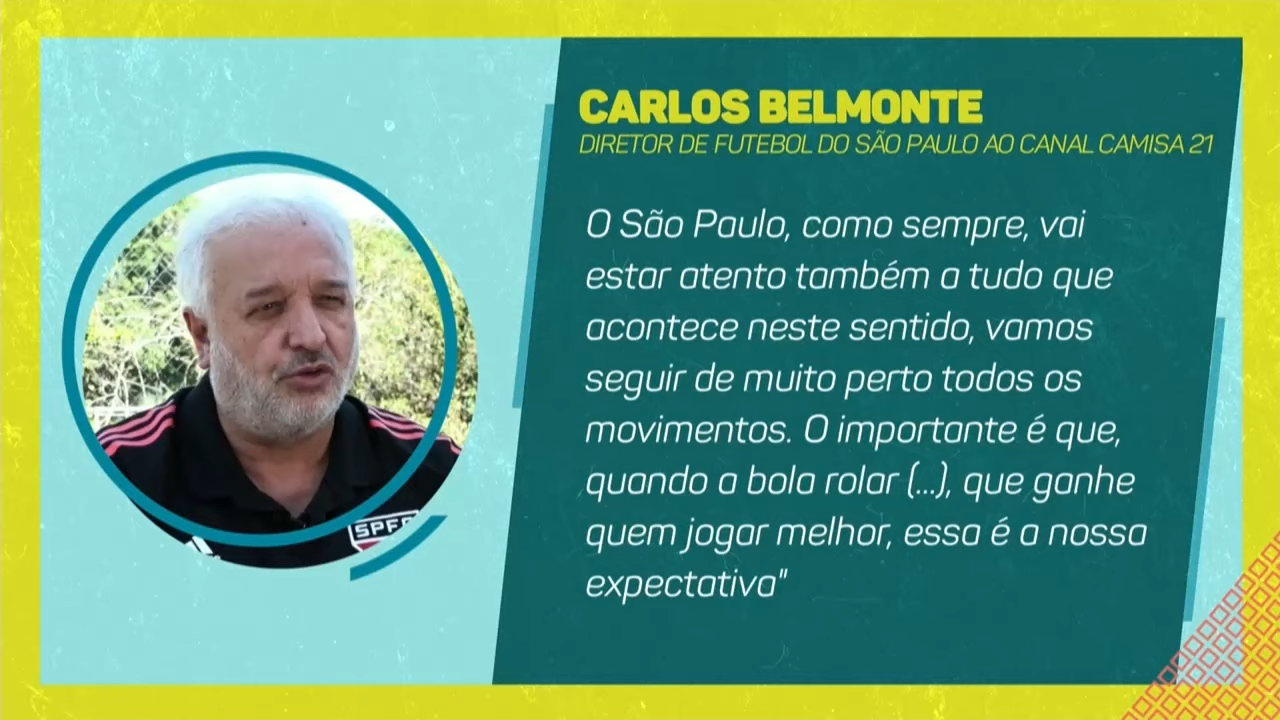 CARLOS BELMONTE
DIRETOR DE FUTEBOL DO SÃO PAULO AO CANAL CAMISA 21
O São Paulo, como sempre, vai
estar atento também a tudo que
acontece neste sentido, vamos
seguir de muito perto todos os
movimentos. O importante é que,
quando a bola rolar (...), que ganhe
quem jogar melhor, essa é a nossa
expectativa"
SPFC